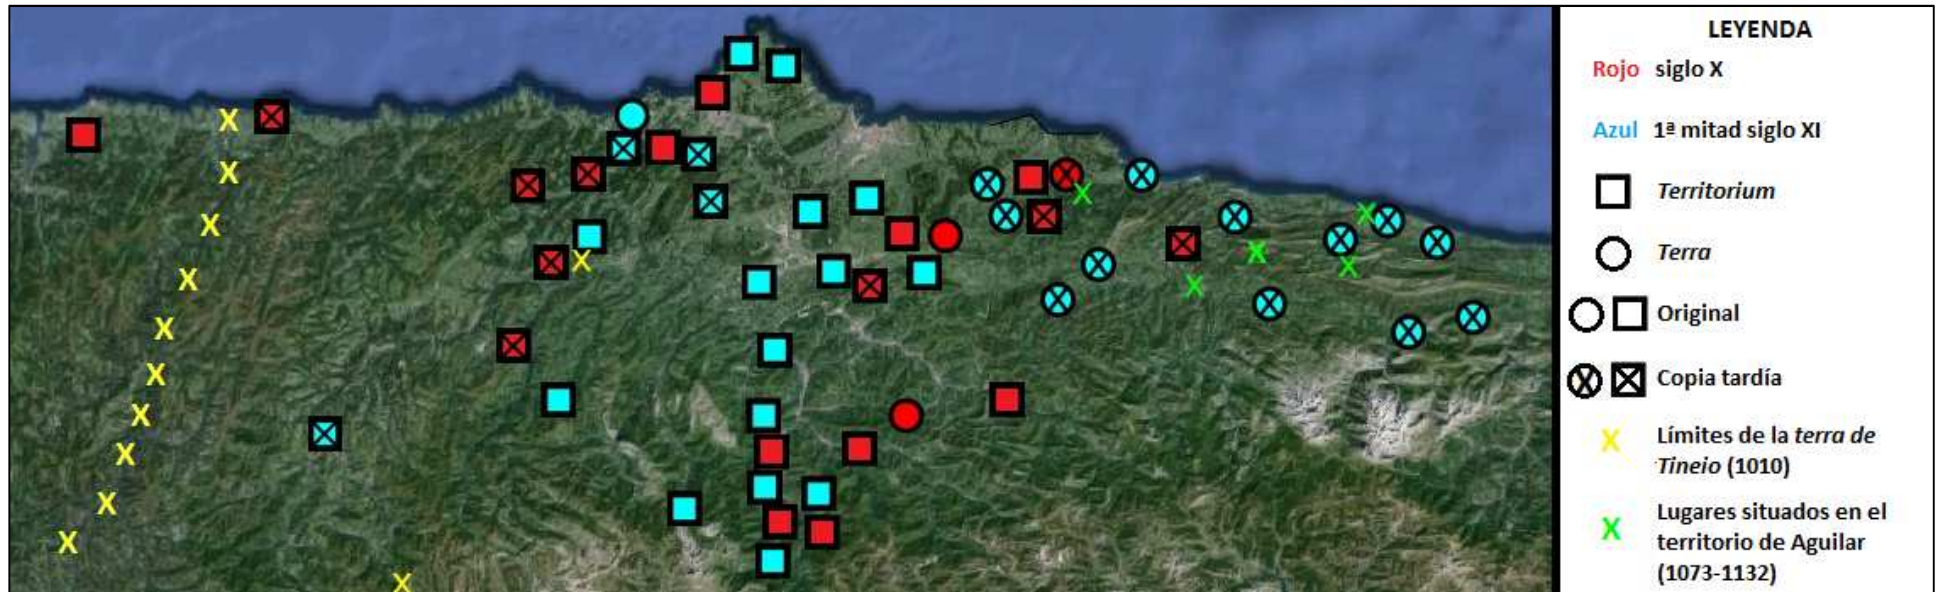 LEYENDA
Rojo siglo X
Azul 1ª mitad siglo XI
Territorium
Terra
Original
Copia tardía
X Límites de la terra de
Tineio (1010)
X Lugares situados en el
territorio de Aguilar
(1073-1132)